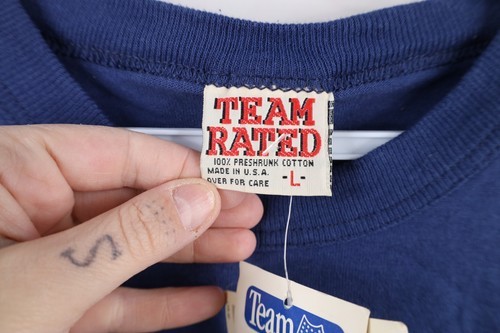 TEAM
RATED
100% PRESHRUNK COTTON
MADE IN U.S.A.
OVER FOR CARE
-L-
S
Team